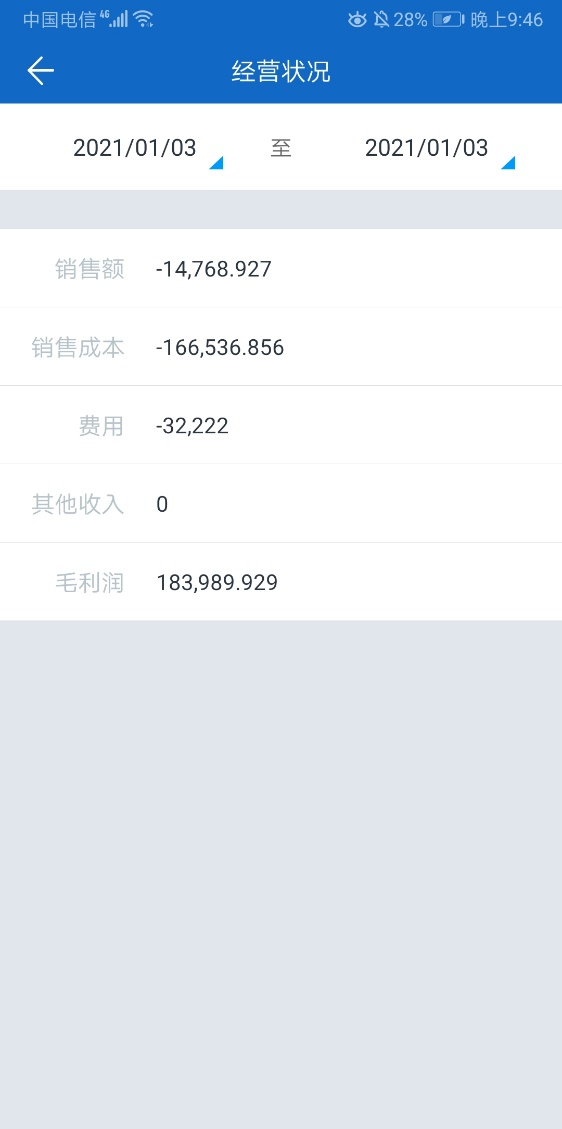 中国电信 4G 28% 晚上9:46
经营状况
2021/01/03 至 2021/01/03
销售额 -14,768.927
销售成本 -166,536.856
费用 -32,222
其他收入 0
毛利润 183,989.929